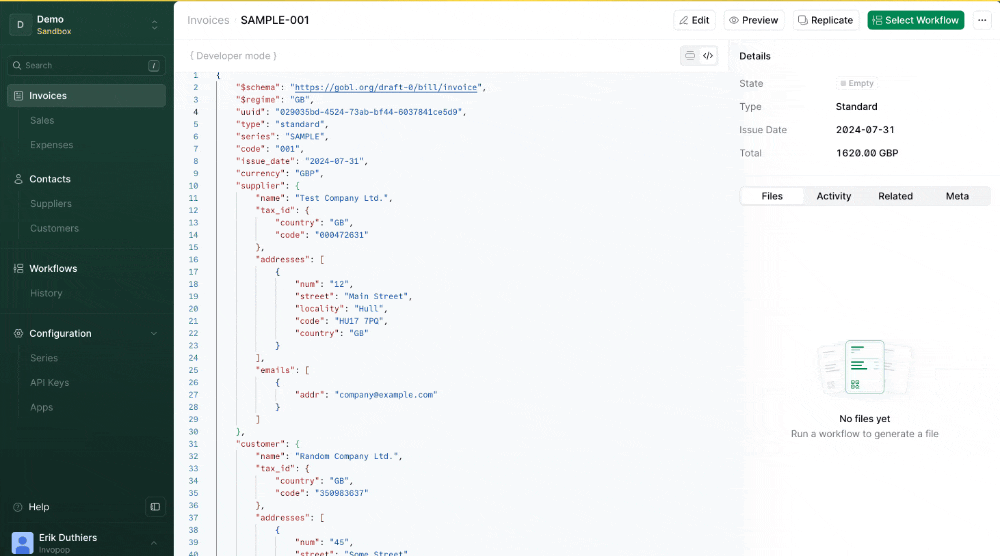 D
Demo
Sandbox
Search
/
Invoices
Sales
Expenses
Contacts
Suppliers
Customers
Workflows
History
Configuration
Series
API Keys
Apps
Help
Erik Duthiers
Invopop
Invoices SAMPLE-001
Edit
Preview
Replicate
Select Workflow
{ Developer mode }
</>
1 {
2 "$schema": "https://gobl.org/draft-0/bill/invoice",
3 "$regime": "GB",
4 "uuid": "029035bd-4524-73ab-bf44-6037841ce5d9",
5 "type": "standard",
6 "series": "SAMPLE",
7 "code": "001",
8 "issue_date": "2024-07-31",
9 "currency": "GBP",
10 "supplier": {
11 "name": "Test Company Ltd.",
12 "tax_id": {
13 "country": "GB",
14 "code": "000472631"
15 },
16 "addresses": [
17 {
18 "num": "12",
19 "street": "Main Street",
20 "locality": "Hull",
21 "code": "HU17 7PQ",
22 "country": "GB"
23 }
24 ],
25 "emails": [
26 {
27 "addr": "company@example.com"
28 }
29 ]
30 },
31 "customer": {
32 "name": "Random Company Ltd.",
33 "tax_id": {
34 "country": "GB",
35 "code": "350983637"
36 },
37 "addresses": [
38 {
39 "num": "45",
40 "street": "Some Street",
Details
State Empty
Type Standard
Issue Date 2024-07-31
Total 1620.00 GBP
Files Activity Related Meta
No files yet
Run a workflow to generate a file